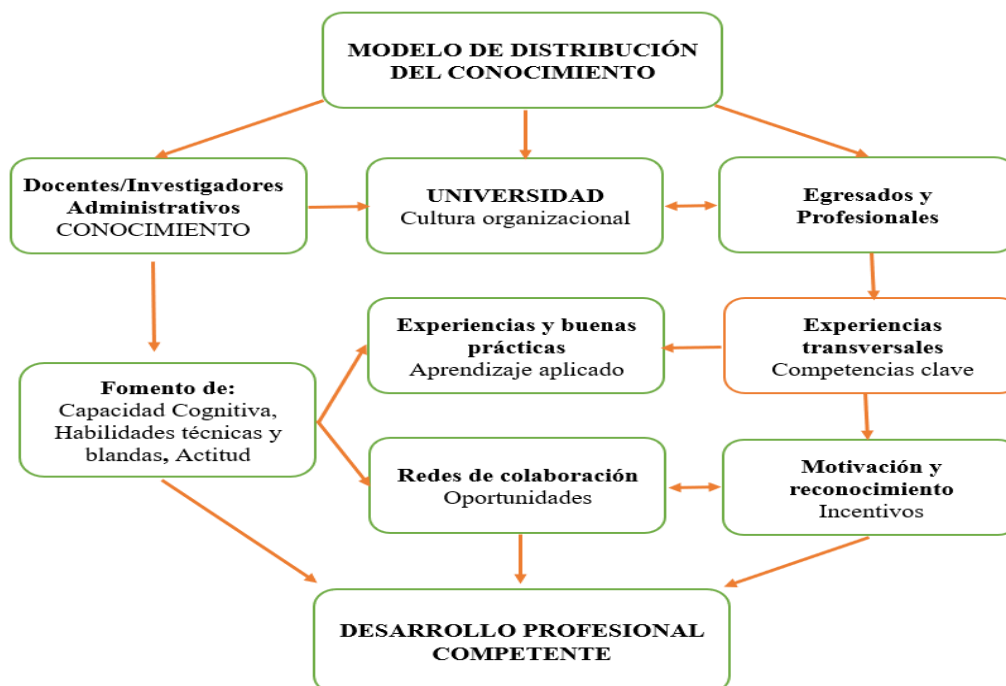 MODELO DE DISTRIBUCIÓN
DEL CONOCIMIENTO
Docentes/Investigadores
Administrativos
CONOCIMIENTO
UNIVERSIDAD
Cultura organizacional
Egresados y
Profesionales
Experiencias y buenas
prácticas
Aprendizaje aplicado
Experiencias
transversales
Competencias clave
Fomento de:
Capacidad Cognitiva,
Habilidades técnicas y
blandas, Actitud
Redes de colaboración
Oportunidades
Motivación y
reconocimiento
Incentivos
DESARROLLO PROFESIONAL
COMPETENTE